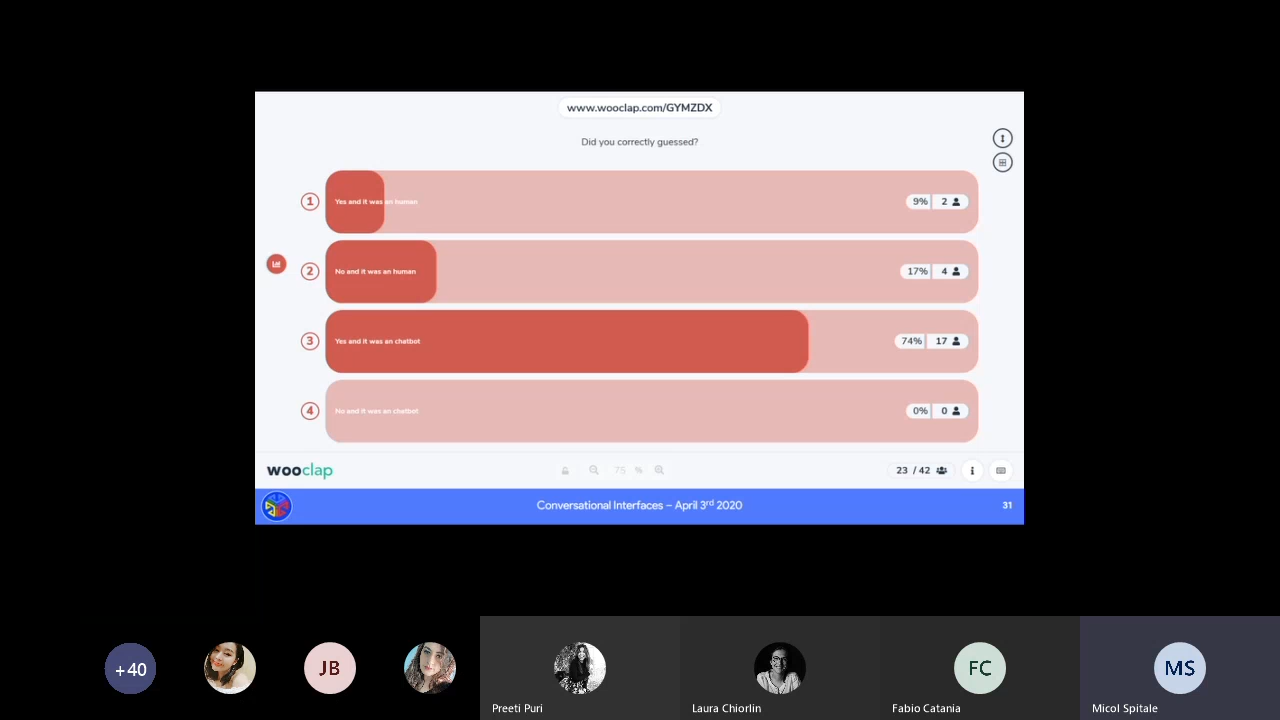 www.wooclap.com/GYMZDX
Did you correctly guessed?
1 Yes and it was an human 9% 2
2 No and it was an human 17% 4
3 Yes and it was an chatbot 74% 17
4 No and it was an chatbot 0% 0
wooclap 75 % 23 / 42
Conversational Interfaces – April 3rd 2020 31
+40 JB FC MS
Preeti Puri Laura Chiorlin Fabio Catania Micol Spitale